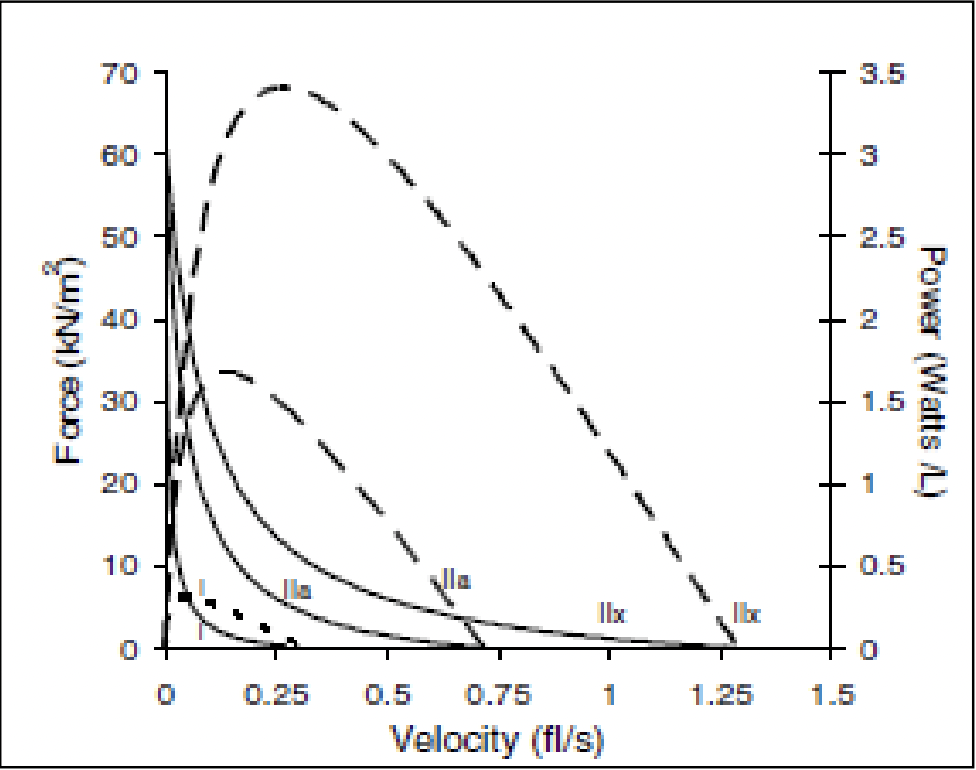 70
60
50
40
30
20
10
0
Force (kN/m²)
3.5
3
2.5
2
1.5
1
0.5
0
Power (Watts /L)
I
I
IIa
IIa
IIx
IIx
0 0.25 0.5 0.75 1 1.25 1.5
Velocity (fl/s)